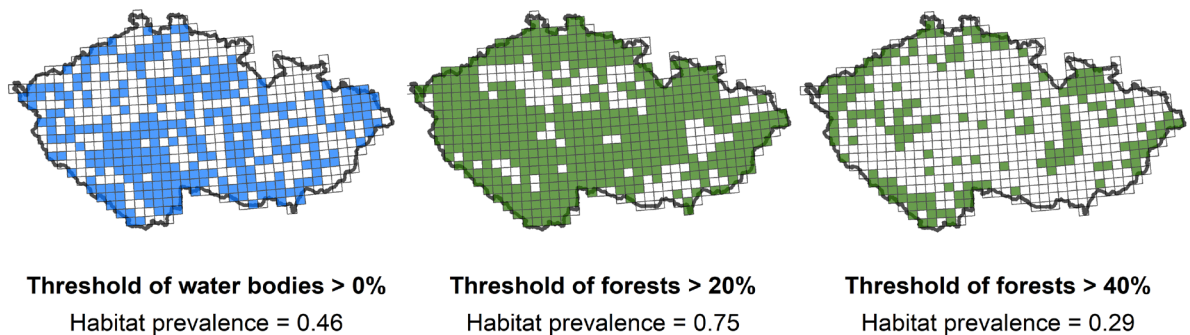 Threshold of water bodies > 0%
Habitat prevalence = 0.46
Threshold of forests > 20%
Habitat prevalence = 0.75
Threshold of forests > 40%
Habitat prevalence = 0.29